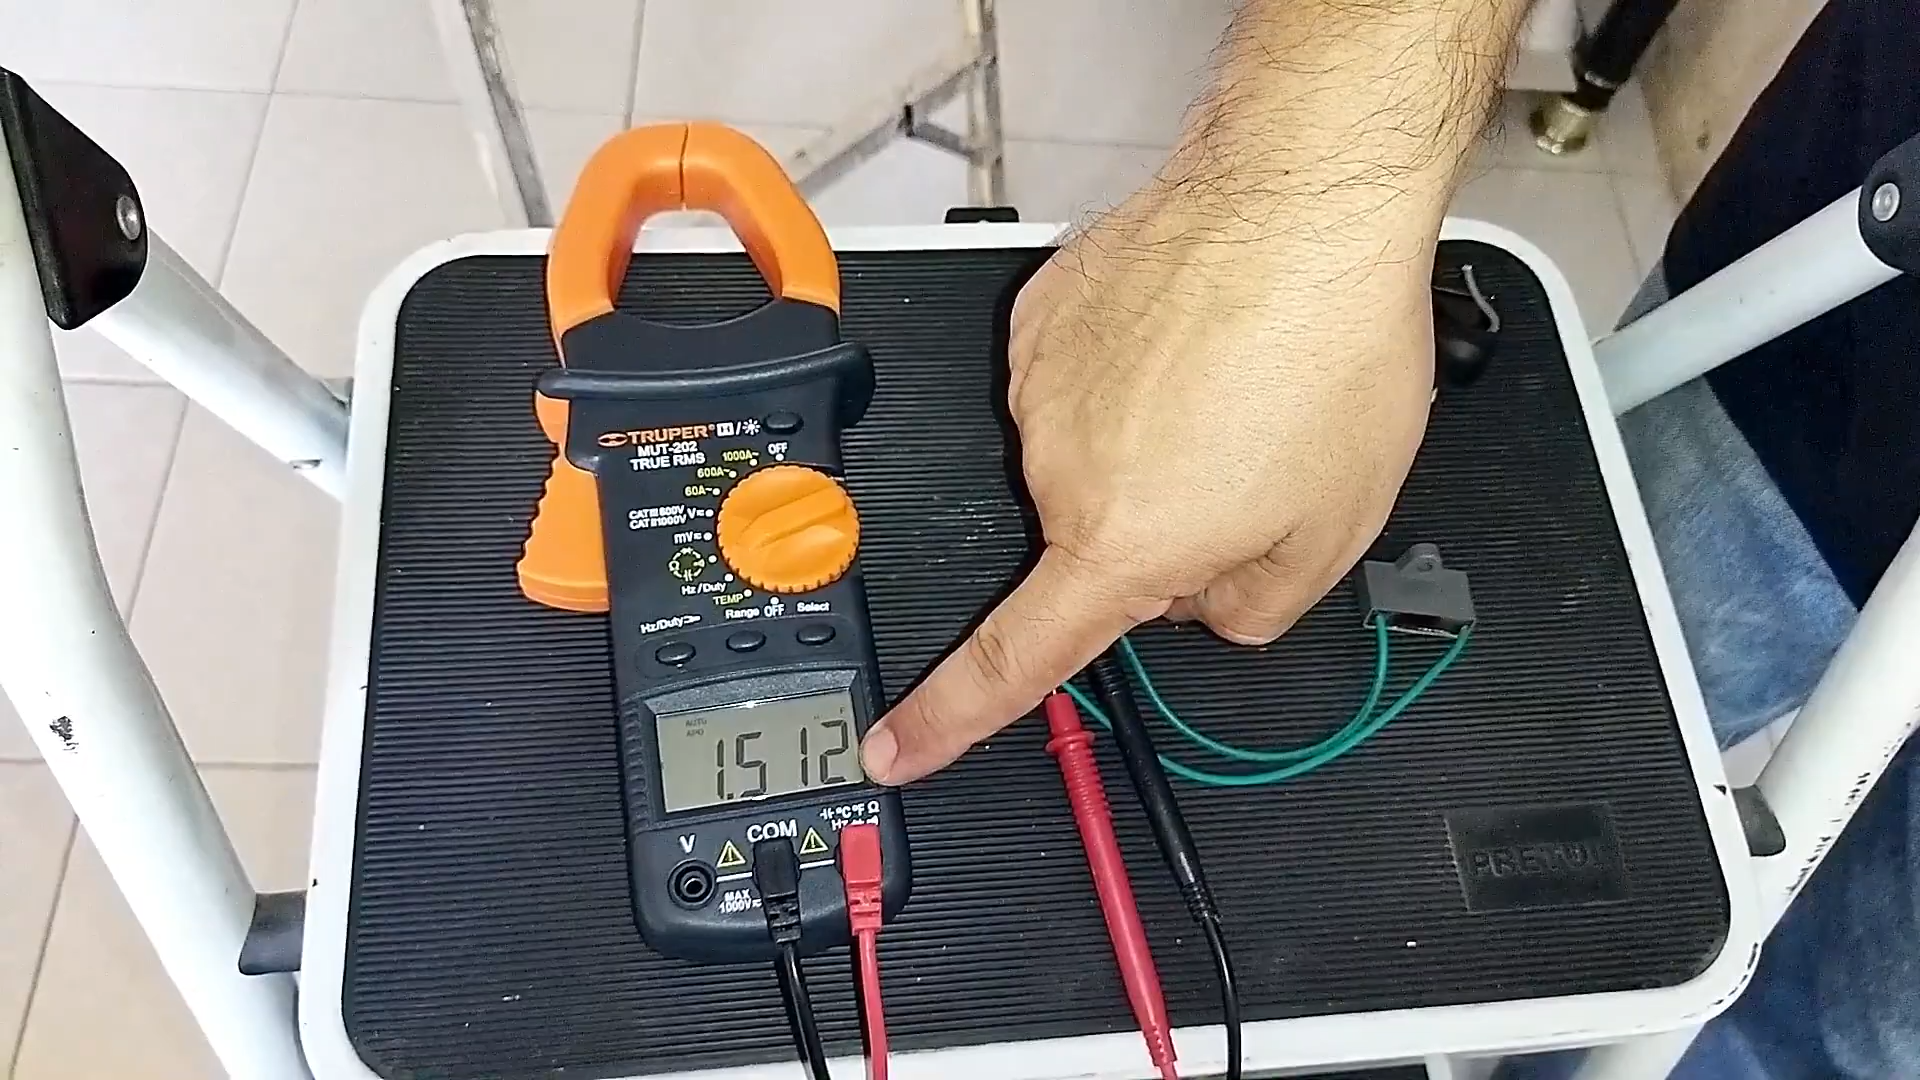 TRUPER® H/☀
MUT-202
TRUE RMS
OFF
1000A~
600A~
60A~
CAT III 600V
CAT II 1000V
V
mV
Ω
Hz/Duty
TEMP
OFF
Hz/Duty
Range
Select
AUTO
APO
F
1.512
V
COM
°C °F Ω
Hz
MAX
1000V
PRETUL